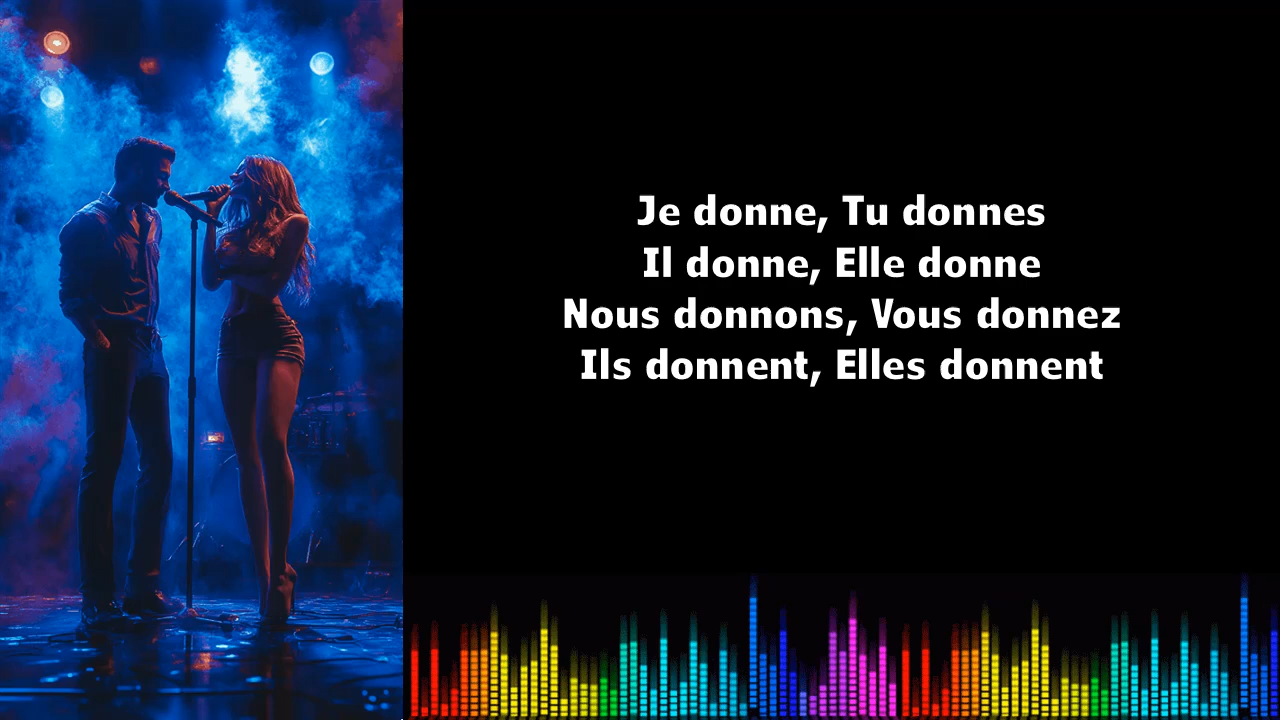 Je donne, Tu donnes
Il donne, Elle donne
Nous donnons, Vous donnez
Ils donnent, Elles donnent